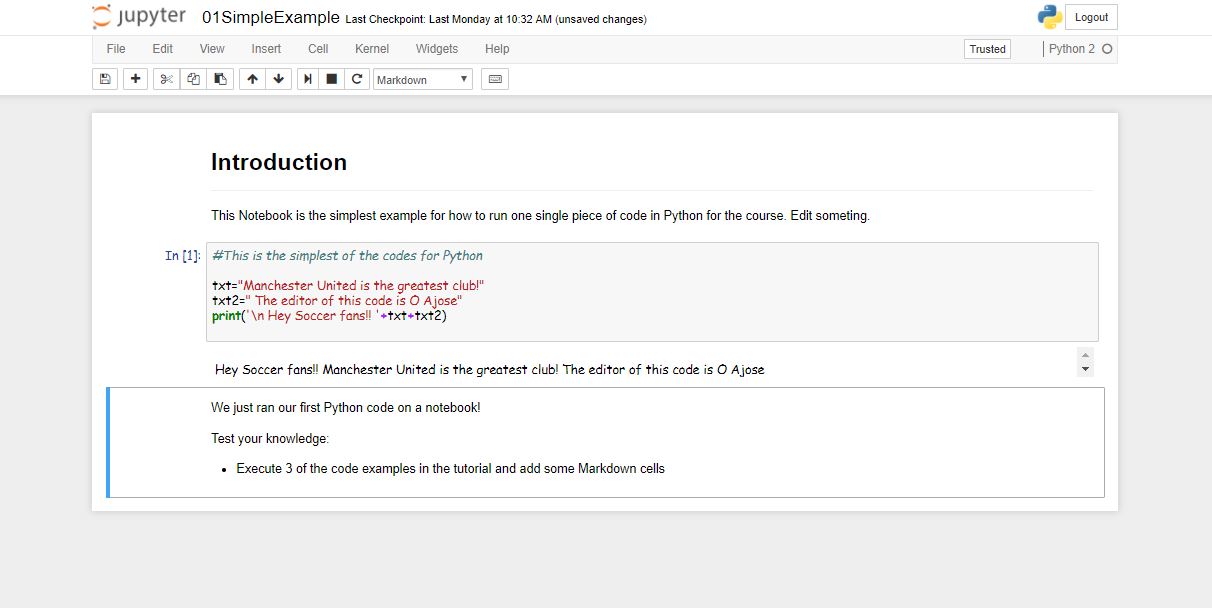 jupyter 01SimpleExample Last Checkpoint: Last Monday at 10:32 AM (unsaved changes) Logout
File Edit View Insert Cell Kernel Widgets Help Trusted Python 2
Markdown
Introduction
This Notebook is the simplest example for how to run one single piece of code in Python for the course. Edit someting.
In [1]: #This is the simplest of the codes for Python
txt="Manchester United is the greatest club!"
txt2=" The editor of this code is O Ajose"
print('\n Hey Soccer fans!! '+txt+txt2)
Hey Soccer fans!! Manchester United is the greatest club! The editor of this code is O Ajose
We just ran our first Python code on a notebook!
Test your knowledge:
• Execute 3 of the code examples in the tutorial and add some Markdown cells